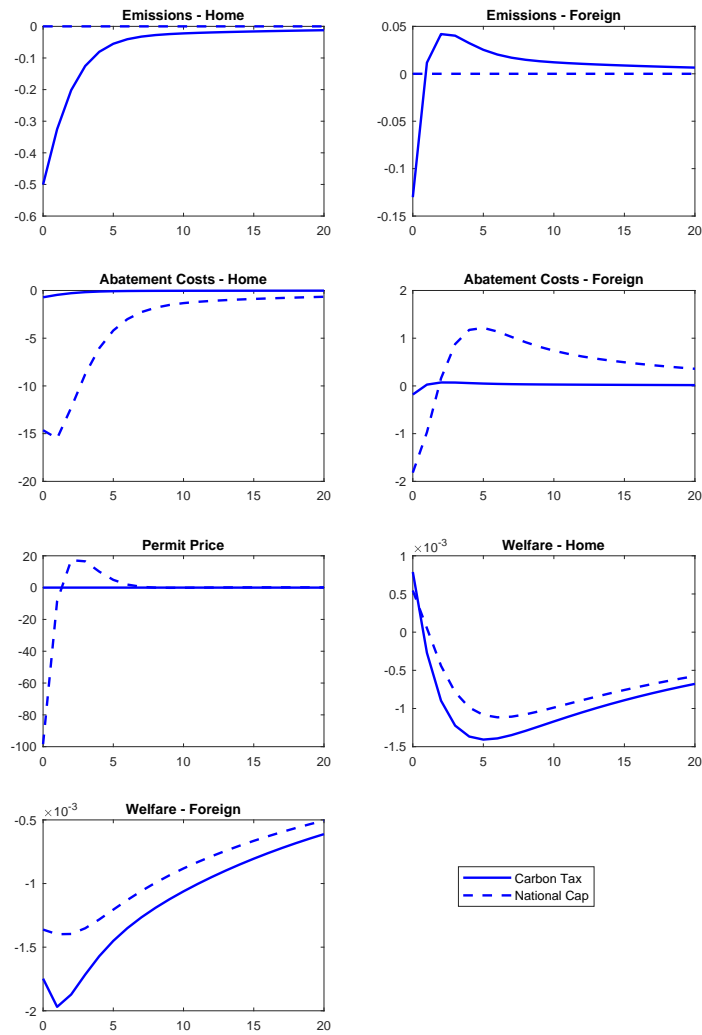 Emissions - Home
0
-0.1
-0.2
-0.3
-0.4
-0.5
-0.6
0 5 10 15 20
Emissions - Foreign
0.05
0
-0.05
-0.1
-0.15
0 5 10 15 20
Abatement Costs - Home
0
-5
-10
-15
-20
0 5 10 15 20
Abatement Costs - Foreign
2
1
0
-1
-2
0 5 10 15 20
Permit Price
20
0
-20
-40
-60
-80
-100
0 5 10 15 20
Welfare - Home
×10-3
1
0.5
0
-0.5
-1
-1.5
0 5 10 15 20
Welfare - Foreign
×10-3
-0.5
-1
-1.5
-2
0 5 10 15 20
Carbon Tax
National Cap